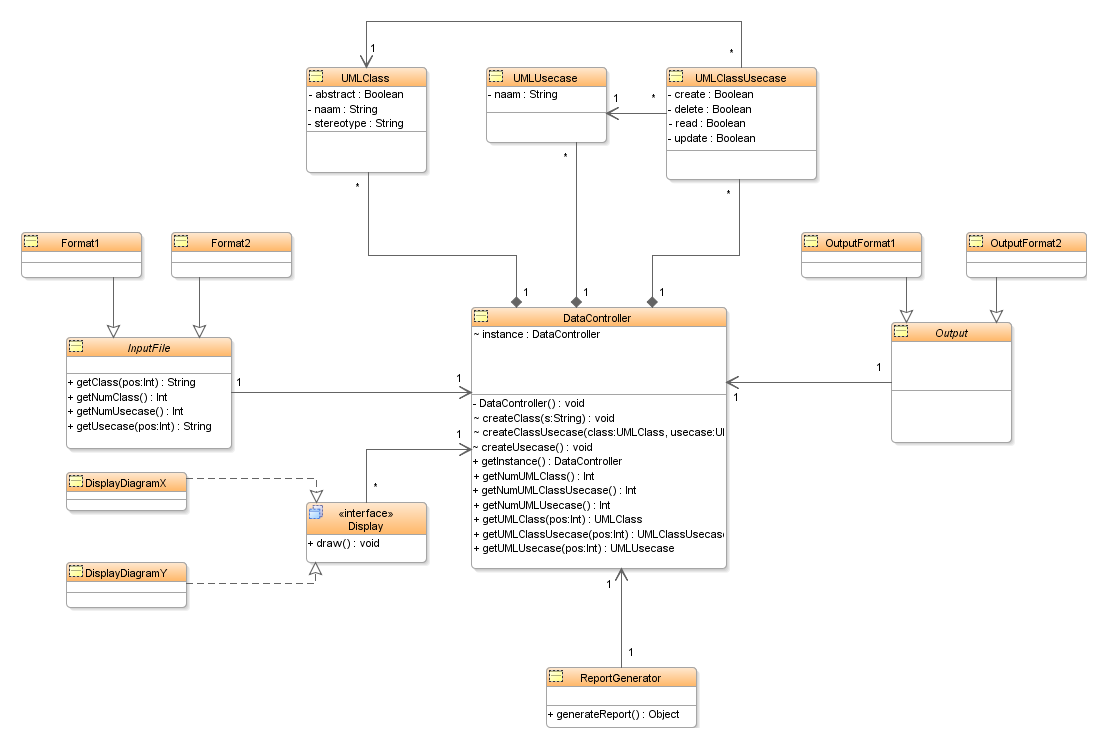 1
*
UMLClass
- abstract : Boolean
- naam : String
- stereotype : String
UMLUsecase
- naam : String
1
*
UMLClassUsecase
- create : Boolean
- delete : Boolean
- read : Boolean
- update : Boolean
*
*
*
Format1
Format2
OutputFormat1
OutputFormat2
1
1
1
DataController
~ instance : DataController
- DataController() : void
~ createClass(s:String) : void
~ createClassUsecase(class:UMLClass, usecase:UI
~ createUsecase() : void
+ getInstance() : DataController
+ getNumUMLClass() : Int
+ getNumUMLClassUsecase() : Int
+ getNumUMLUsecase() : Int
+ getUMLClass(pos:Int) : UMLClass
+ getUMLClassUsecase(pos:Int) : UMLClassUsecase
+ getUMLUsecase(pos:Int) : UMLUsecase
InputFile
+ getClass(pos:Int) : String
+ getNumClass() : Int
+ getNumUsecase() : Int
+ getUsecase(pos:Int) : String
1
1
Output
1
1
1
*
DisplayDiagramX
«interface»
Display
+ draw() : void
DisplayDiagramY
1
1
ReportGenerator
+ generateReport() : Object